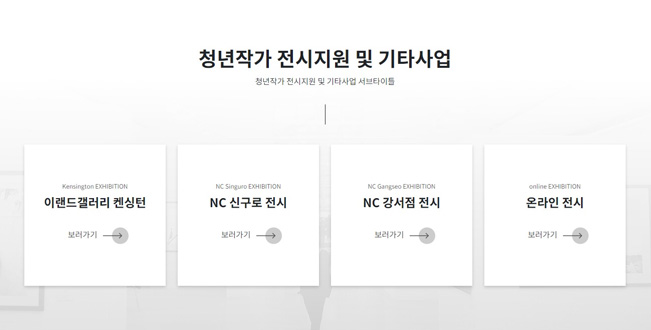 청년작가 전시지원 및 기타사업
청년작가 전시지원 및 기타사업 서브타이틀
Kensington EXHIBITION
이랜드갤러리 켄싱턴
보러가기
NC Singuro EXHIBITION
NC 신구로 전시
보러가기
NC Gangseo EXHIBITION
NC 강서점 전시
보러가기
online EXHIBITION
온라인 전시
보러가기